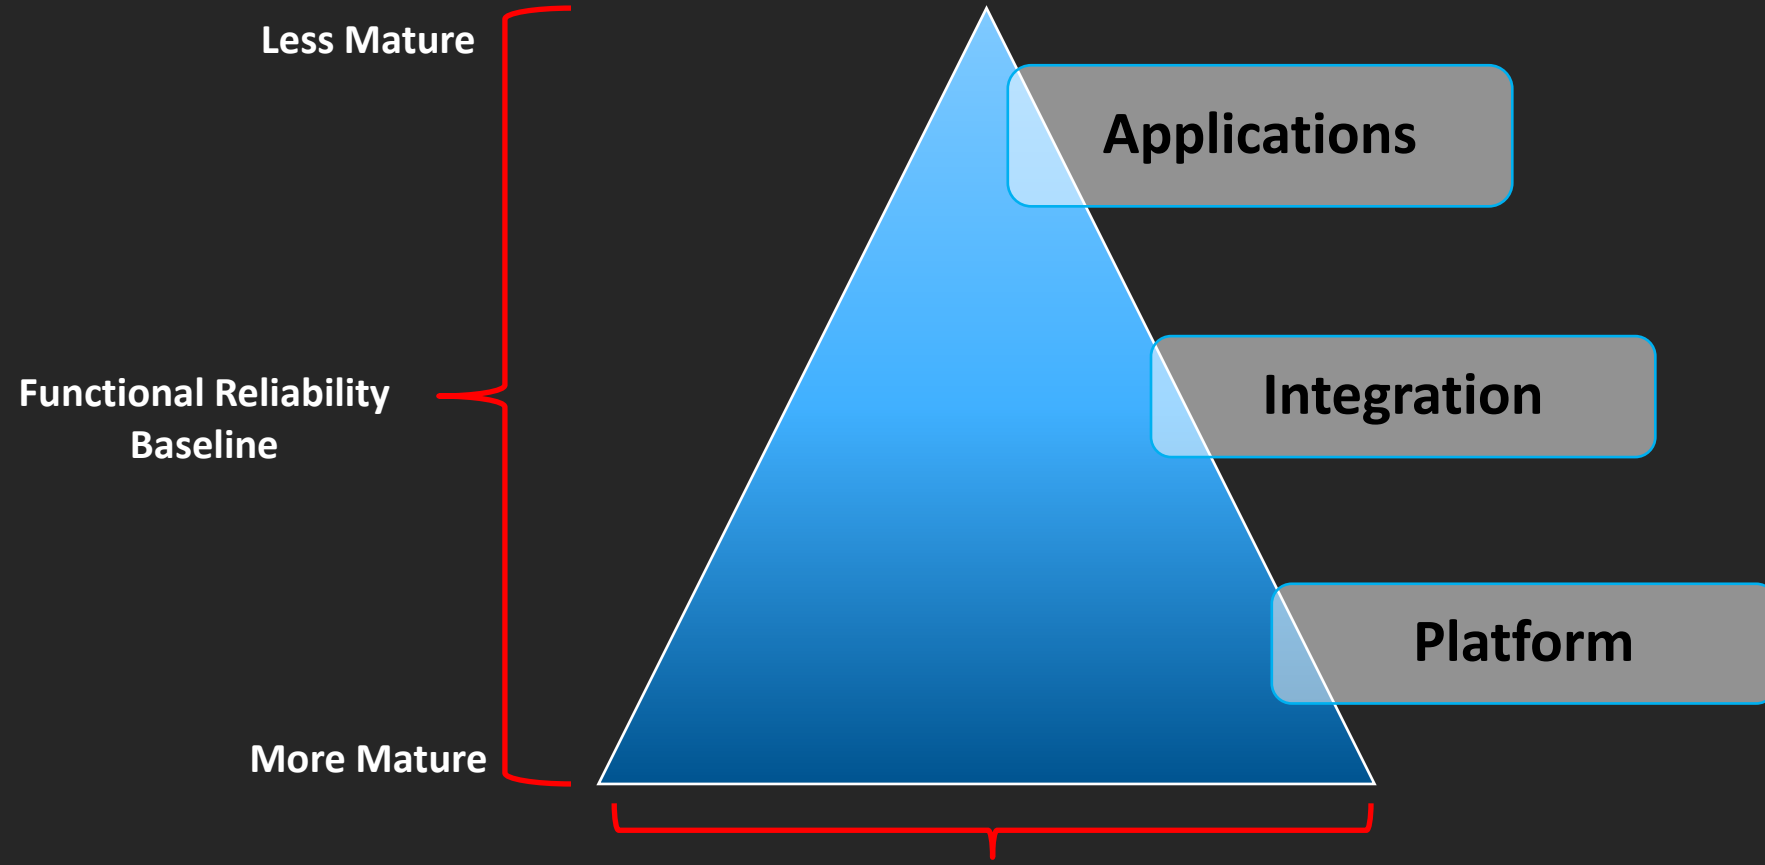 Less Mature
Applications
Functional Reliability
Baseline
Integration
Platform
More Mature